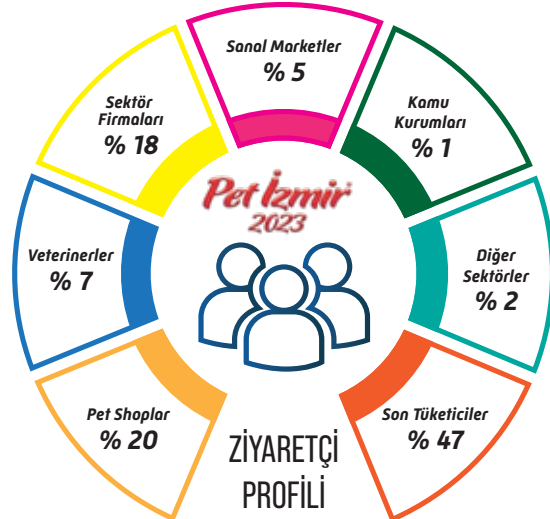 Sanal Marketler
% 5
Sektör
Firmaları
% 18
Kamu
Kurumları
% 1
Pet İzmir
2023
Veterinerler
% 7
Diğer
Sektörler
% 2
Pet Shoplar
% 20
Son Tüketiciler
% 47
ZİYARETÇİ
PROFİLİ